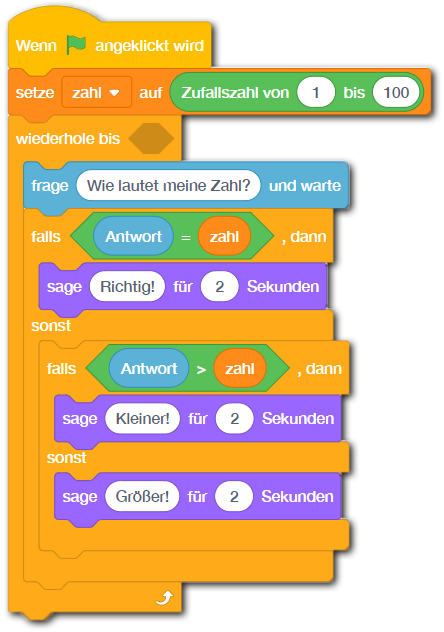 Wenn angeklickt wird
setze zahl auf Zufallszahl von 1 bis 100
wiederhole bis
frage Wie lautet meine Zahl? und warte
falls Antwort = zahl , dann
sage Richtig! für 2 Sekunden
sonst
falls Antwort > zahl , dann
sage Kleiner! für 2 Sekunden
sonst
sage Größer! für 2 Sekunden